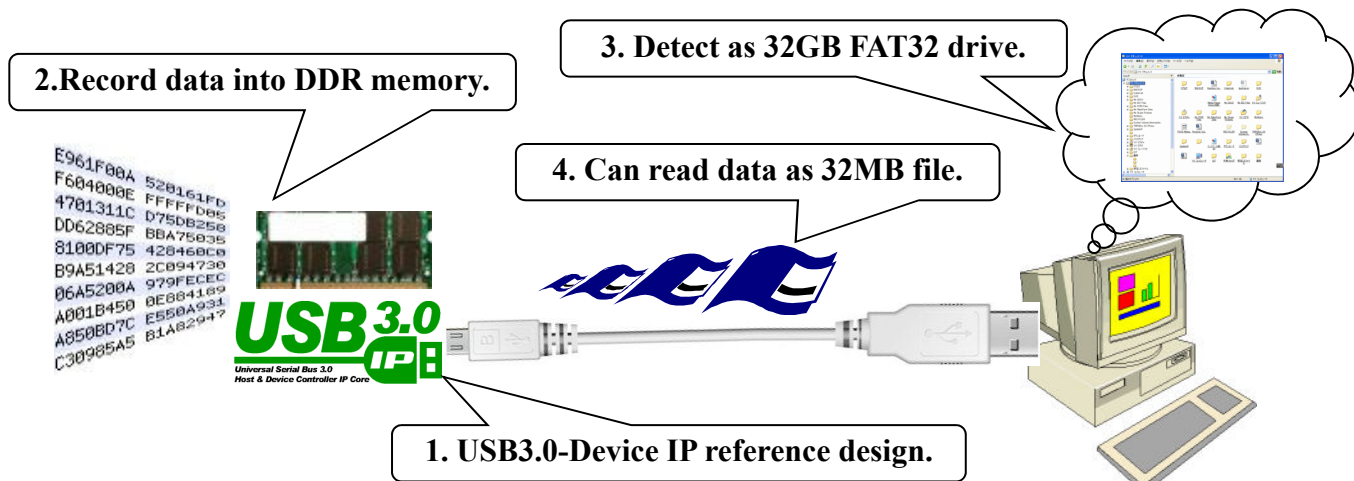 3. Detect as 32GB FAT32 drive.
2.Record data into DDR memory.
4. Can read data as 32MB file.
E961F00A 520161FD
F604000E FFFFFD05
4701311C D75DB258
DD62885F BBA75035
8100DF75 428460C0
B9A51428 2C094730
06A5200A 979FECEC
A001B450 0E884189
A850BD7C E550A931
C30985A5 B1A82947
USB 3.0
IP
Universal Serial Bus 3.0
Host & Device Controller IP Core
B
1. USB3.0-Device IP reference design.